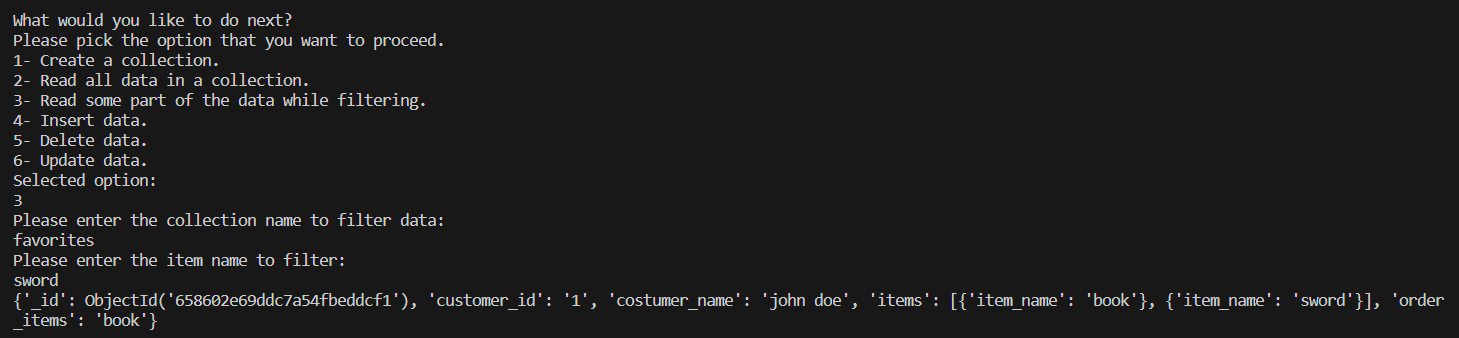 What would you like to do next?
Please pick the option that you want to proceed.
1- Create a collection.
2- Read all data in a collection.
3- Read some part of the data while filtering.
4- Insert data.
5- Delete data.
6- Update data.
Selected option:
3
Please enter the collection name to filter data:
favorites
Please enter the item name to filter:
sword
{'_id': ObjectId('658602e69ddc7a54fbeddcf1'), 'customer_id': '1', 'costumer_name': 'john doe', 'items': [{'item_name': 'book'}, {'item_name': 'sword'}], 'order
_items': 'book'}